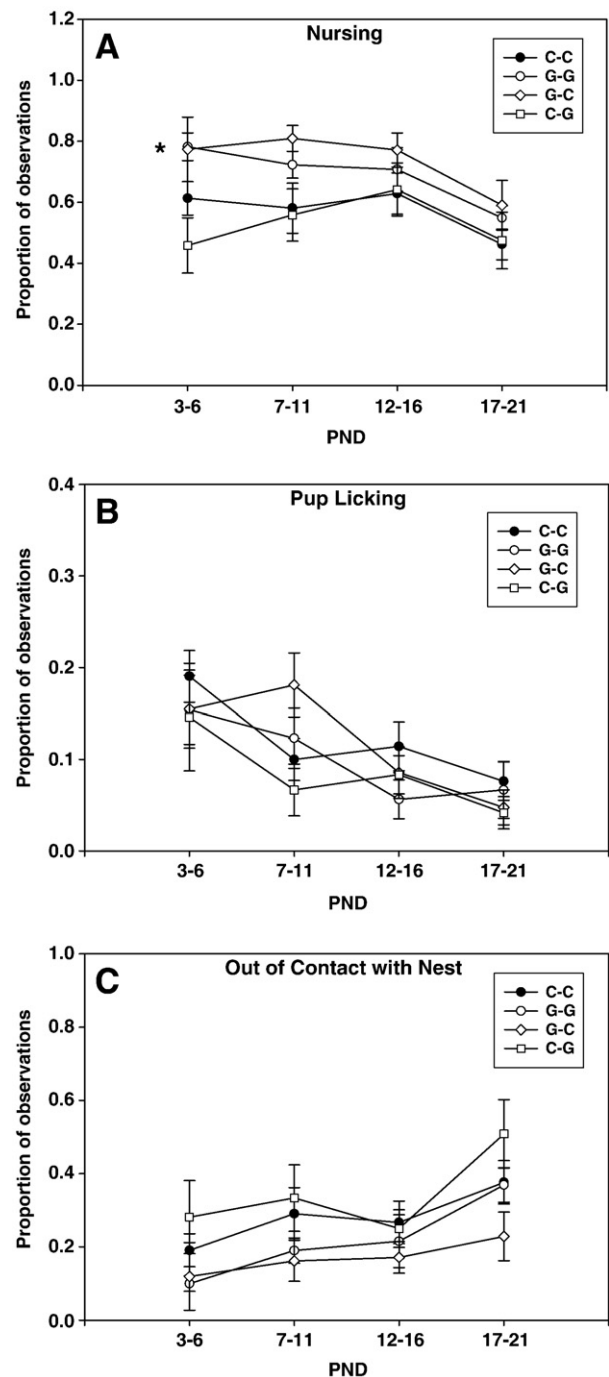 A
Nursing
1.2
1.0
0.8
0.6
0.4
0.2
0.0
Proportion of observations
*
C-C
G-G
G-C
C-G
3-6 7-11 12-16 17-21
PND
B
Pup Licking
0.4
0.3
0.2
0.1
0.0
Proportion of observations
C-C
G-G
G-C
C-G
3-6 7-11 12-16 17-21
PND
C
Out of Contact with Nest
1.0
0.8
0.6
0.4
0.2
0.0
Proportion of observations
C-C
G-G
G-C
C-G
3-6 7-11 12-16 17-21
PND